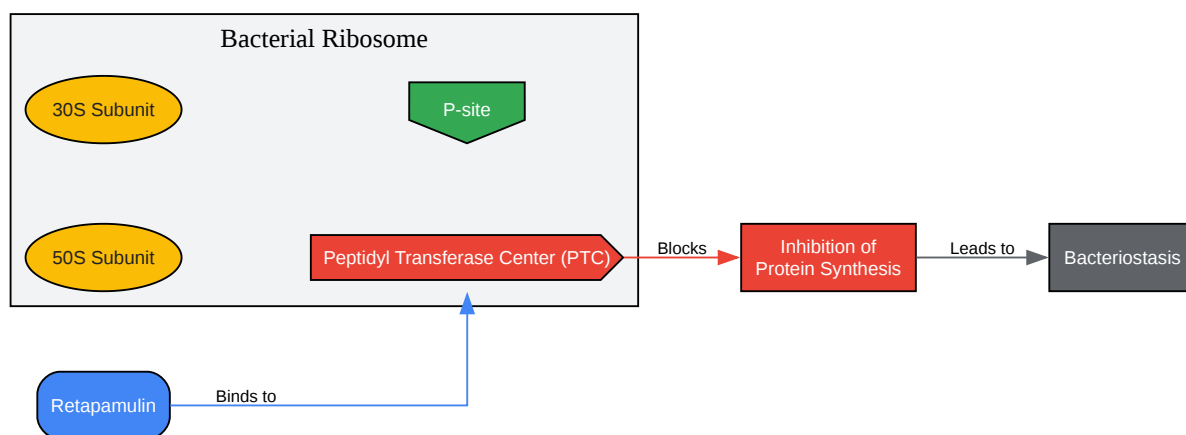 Bacterial Ribosome
30S Subunit
P-site
50S Subunit
Peptidyl Transferase Center (PTC)
Blocks
Inhibition of
Protein Synthesis
Leads to
Bacteriostasis
Retapamulin
Binds to